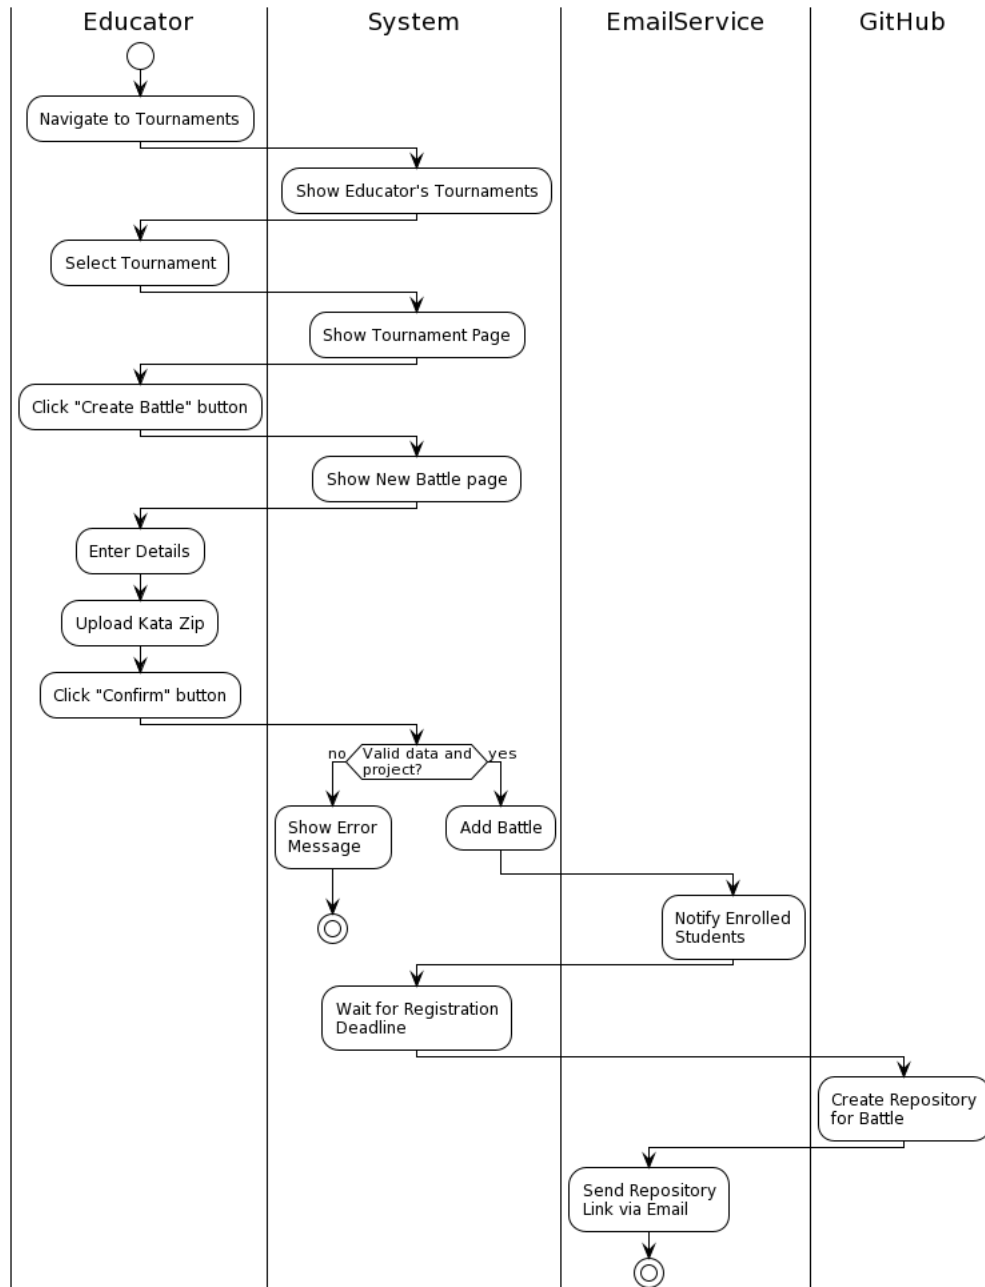 Educator
System
EmailService
GitHub
Navigate to Tournaments
Show Educator's Tournaments
Select Tournament
Show Tournament Page
Click "Create Battle" button
Show New Battle page
Enter Details
Upload Kata Zip
Click "Confirm" button
no
Valid data and
project?
yes
Show Error
Message
Add Battle
Notify Enrolled
Students
Wait for Registration
Deadline
Create Repository
for Battle
Send Repository
Link via Email